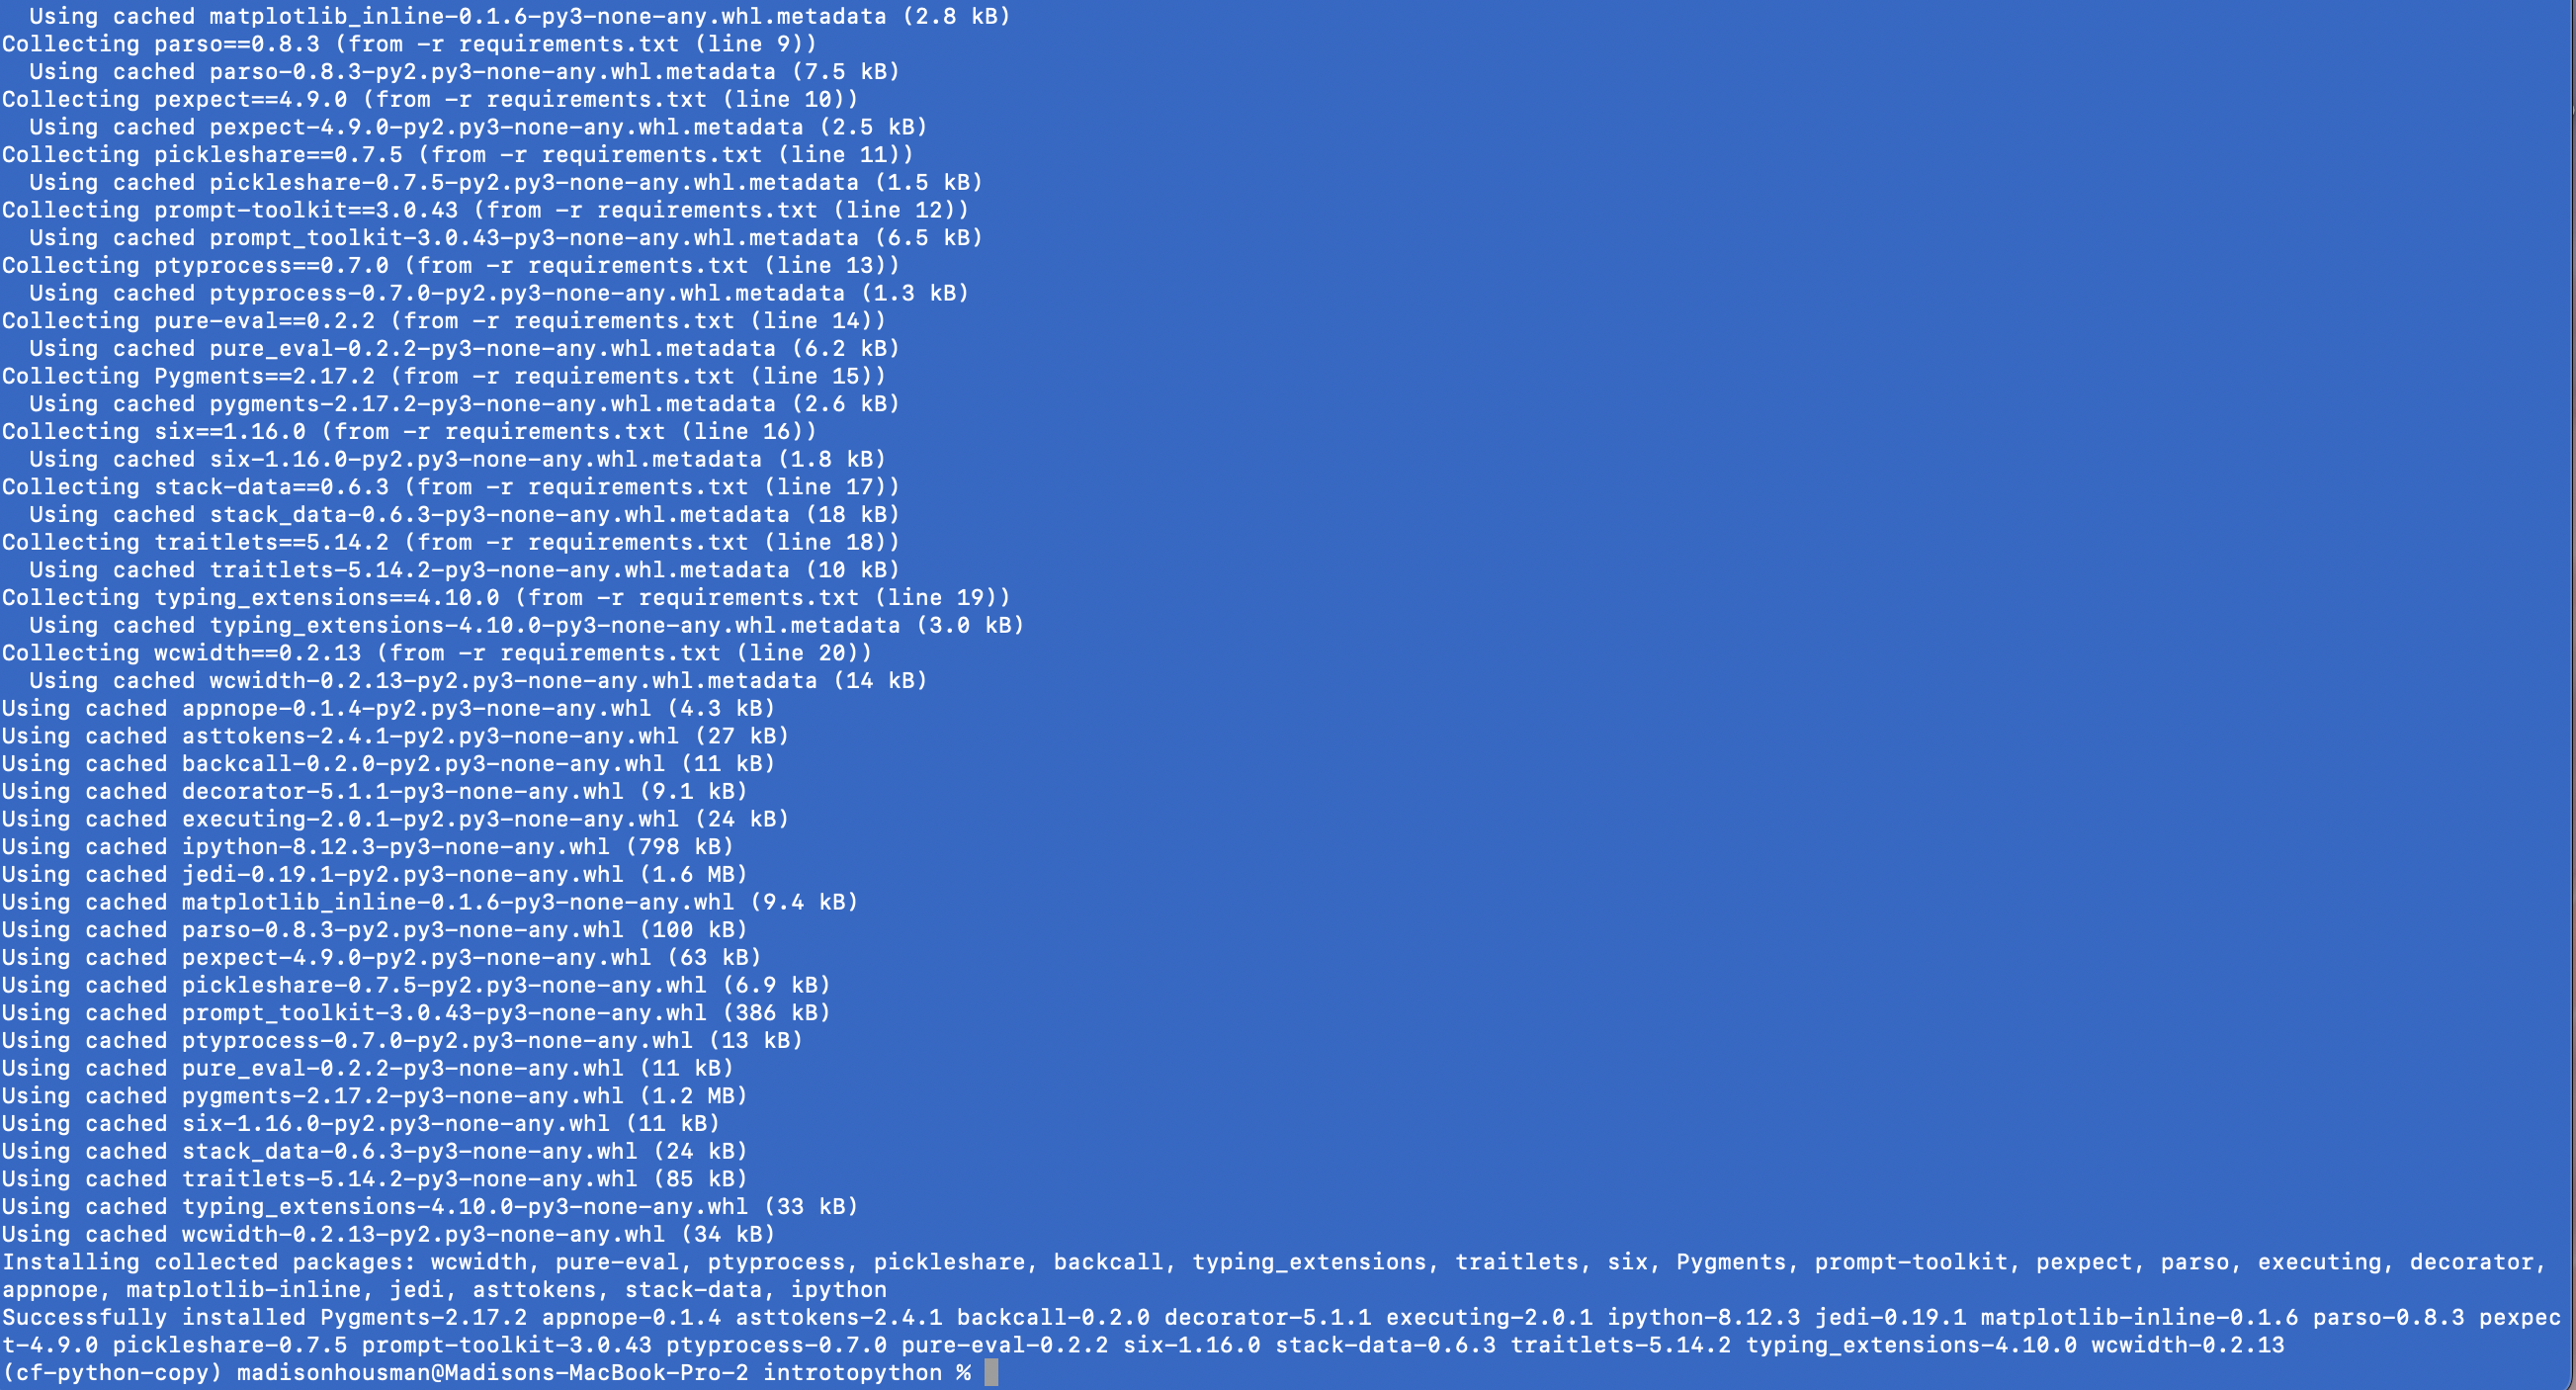 Using cached matplotlib_inline-0.1.6-py3-none-any.whl.metadata (2.8 kB)
Collecting parso==0.8.3 (from -r requirements.txt (line 9))
  Using cached parso-0.8.3-py2.py3-none-any.whl.metadata (7.5 kB)
Collecting pexpect==4.9.0 (from -r requirements.txt (line 10))
  Using cached pexpect-4.9.0-py2.py3-none-any.whl.metadata (2.5 kB)
Collecting pickleshare==0.7.5 (from -r requirements.txt (line 11))
  Using cached pickleshare-0.7.5-py2.py3-none-any.whl.metadata (1.5 kB)
Collecting prompt-toolkit==3.0.43 (from -r requirements.txt (line 12))
  Using cached prompt_toolkit-3.0.43-py3-none-any.whl.metadata (6.5 kB)
Collecting ptyprocess==0.7.0 (from -r requirements.txt (line 13))
  Using cached ptyprocess-0.7.0-py2.py3-none-any.whl.metadata (1.3 kB)
Collecting pure-eval==0.2.2 (from -r requirements.txt (line 14))
  Using cached pure_eval-0.2.2-py3-none-any.whl.metadata (6.2 kB)
Collecting Pygments==2.17.2 (from -r requirements.txt (line 15))
  Using cached pygments-2.17.2-py3-none-any.whl.metadata (2.6 kB)
Collecting six==1.16.0 (from -r requirements.txt (line 16))
  Using cached six-1.16.0-py2.py3-none-any.whl.metadata (1.8 kB)
Collecting stack-data==0.6.3 (from -r requirements.txt (line 17))
  Using cached stack_data-0.6.3-py3-none-any.whl.metadata (18 kB)
Collecting traitlets==5.14.2 (from -r requirements.txt (line 18))
  Using cached traitlets-5.14.2-py3-none-any.whl.metadata (10 kB)
Collecting typing_extensions==4.10.0 (from -r requirements.txt (line 19))
  Using cached typing_extensions-4.10.0-py3-none-any.whl.metadata (3.0 kB)
Collecting wcwidth==0.2.13 (from -r requirements.txt (line 20))
  Using cached wcwidth-0.2.13-py2.py3-none-any.whl.metadata (14 kB)
Using cached appnope-0.1.4-py2.py3-none-any.whl (4.3 kB)
Using cached asttokens-2.4.1-py2.py3-none-any.whl (27 kB)
Using cached backcall-0.2.0-py2.py3-none-any.whl (11 kB)
Using cached decorator-5.1.1-py3-none-any.whl (9.1 kB)
Using cached executing-2.0.1-py2.py3-none-any.whl (24 kB)
Using cached ipython-8.12.3-py3-none-any.whl (798 kB)
Using cached jedi-0.19.1-py2.py3-none-any.whl (1.6 MB)
Using cached matplotlib_inline-0.1.6-py3-none-any.whl (9.4 kB)
Using cached parso-0.8.3-py2.py3-none-any.whl (100 kB)
Using cached pexpect-4.9.0-py2.py3-none-any.whl (63 kB)
Using cached pickleshare-0.7.5-py2.py3-none-any.whl (6.9 kB)
Using cached prompt_toolkit-3.0.43-py3-none-any.whl (386 kB)
Using cached ptyprocess-0.7.0-py2.py3-none-any.whl (13 kB)
Using cached pure_eval-0.2.2-py3-none-any.whl (11 kB)
Using cached pygments-2.17.2-py3-none-any.whl (1.2 MB)
Using cached six-1.16.0-py2.py3-none-any.whl (11 kB)
Using cached stack_data-0.6.3-py3-none-any.whl (24 kB)
Using cached traitlets-5.14.2-py3-none-any.whl (85 kB)
Using cached typing_extensions-4.10.0-py3-none-any.whl (33 kB)
Using cached wcwidth-0.2.13-py2.py3-none-any.whl (34 kB)
Installing collected packages: wcwidth, pure-eval, ptyprocess, pickleshare, backcall, typing_extensions, traitlets, six, Pygments, prompt-toolkit, pexpect, parso, executing, decorator,
appnope, matplotlib-inline, jedi, asttokens, stack-data, ipython
Successfully installed Pygments-2.17.2 appnope-0.1.4 asttokens-2.4.1 backcall-0.2.0 decorator-5.1.1 executing-2.0.1 ipython-8.12.3 jedi-0.19.1 matplotlib-inline-0.1.6 parso-0.8.3 pexpec
t-4.9.0 pickleshare-0.7.5 prompt-toolkit-3.0.43 ptyprocess-0.7.0 pure-eval-0.2.2 six-1.16.0 stack-data-0.6.3 traitlets-5.14.2 typing_extensions-4.10.0 wcwidth-0.2.13
(cf-python-copy) madisonhousman@Madisons-MacBook-Pro-2 introtopython %